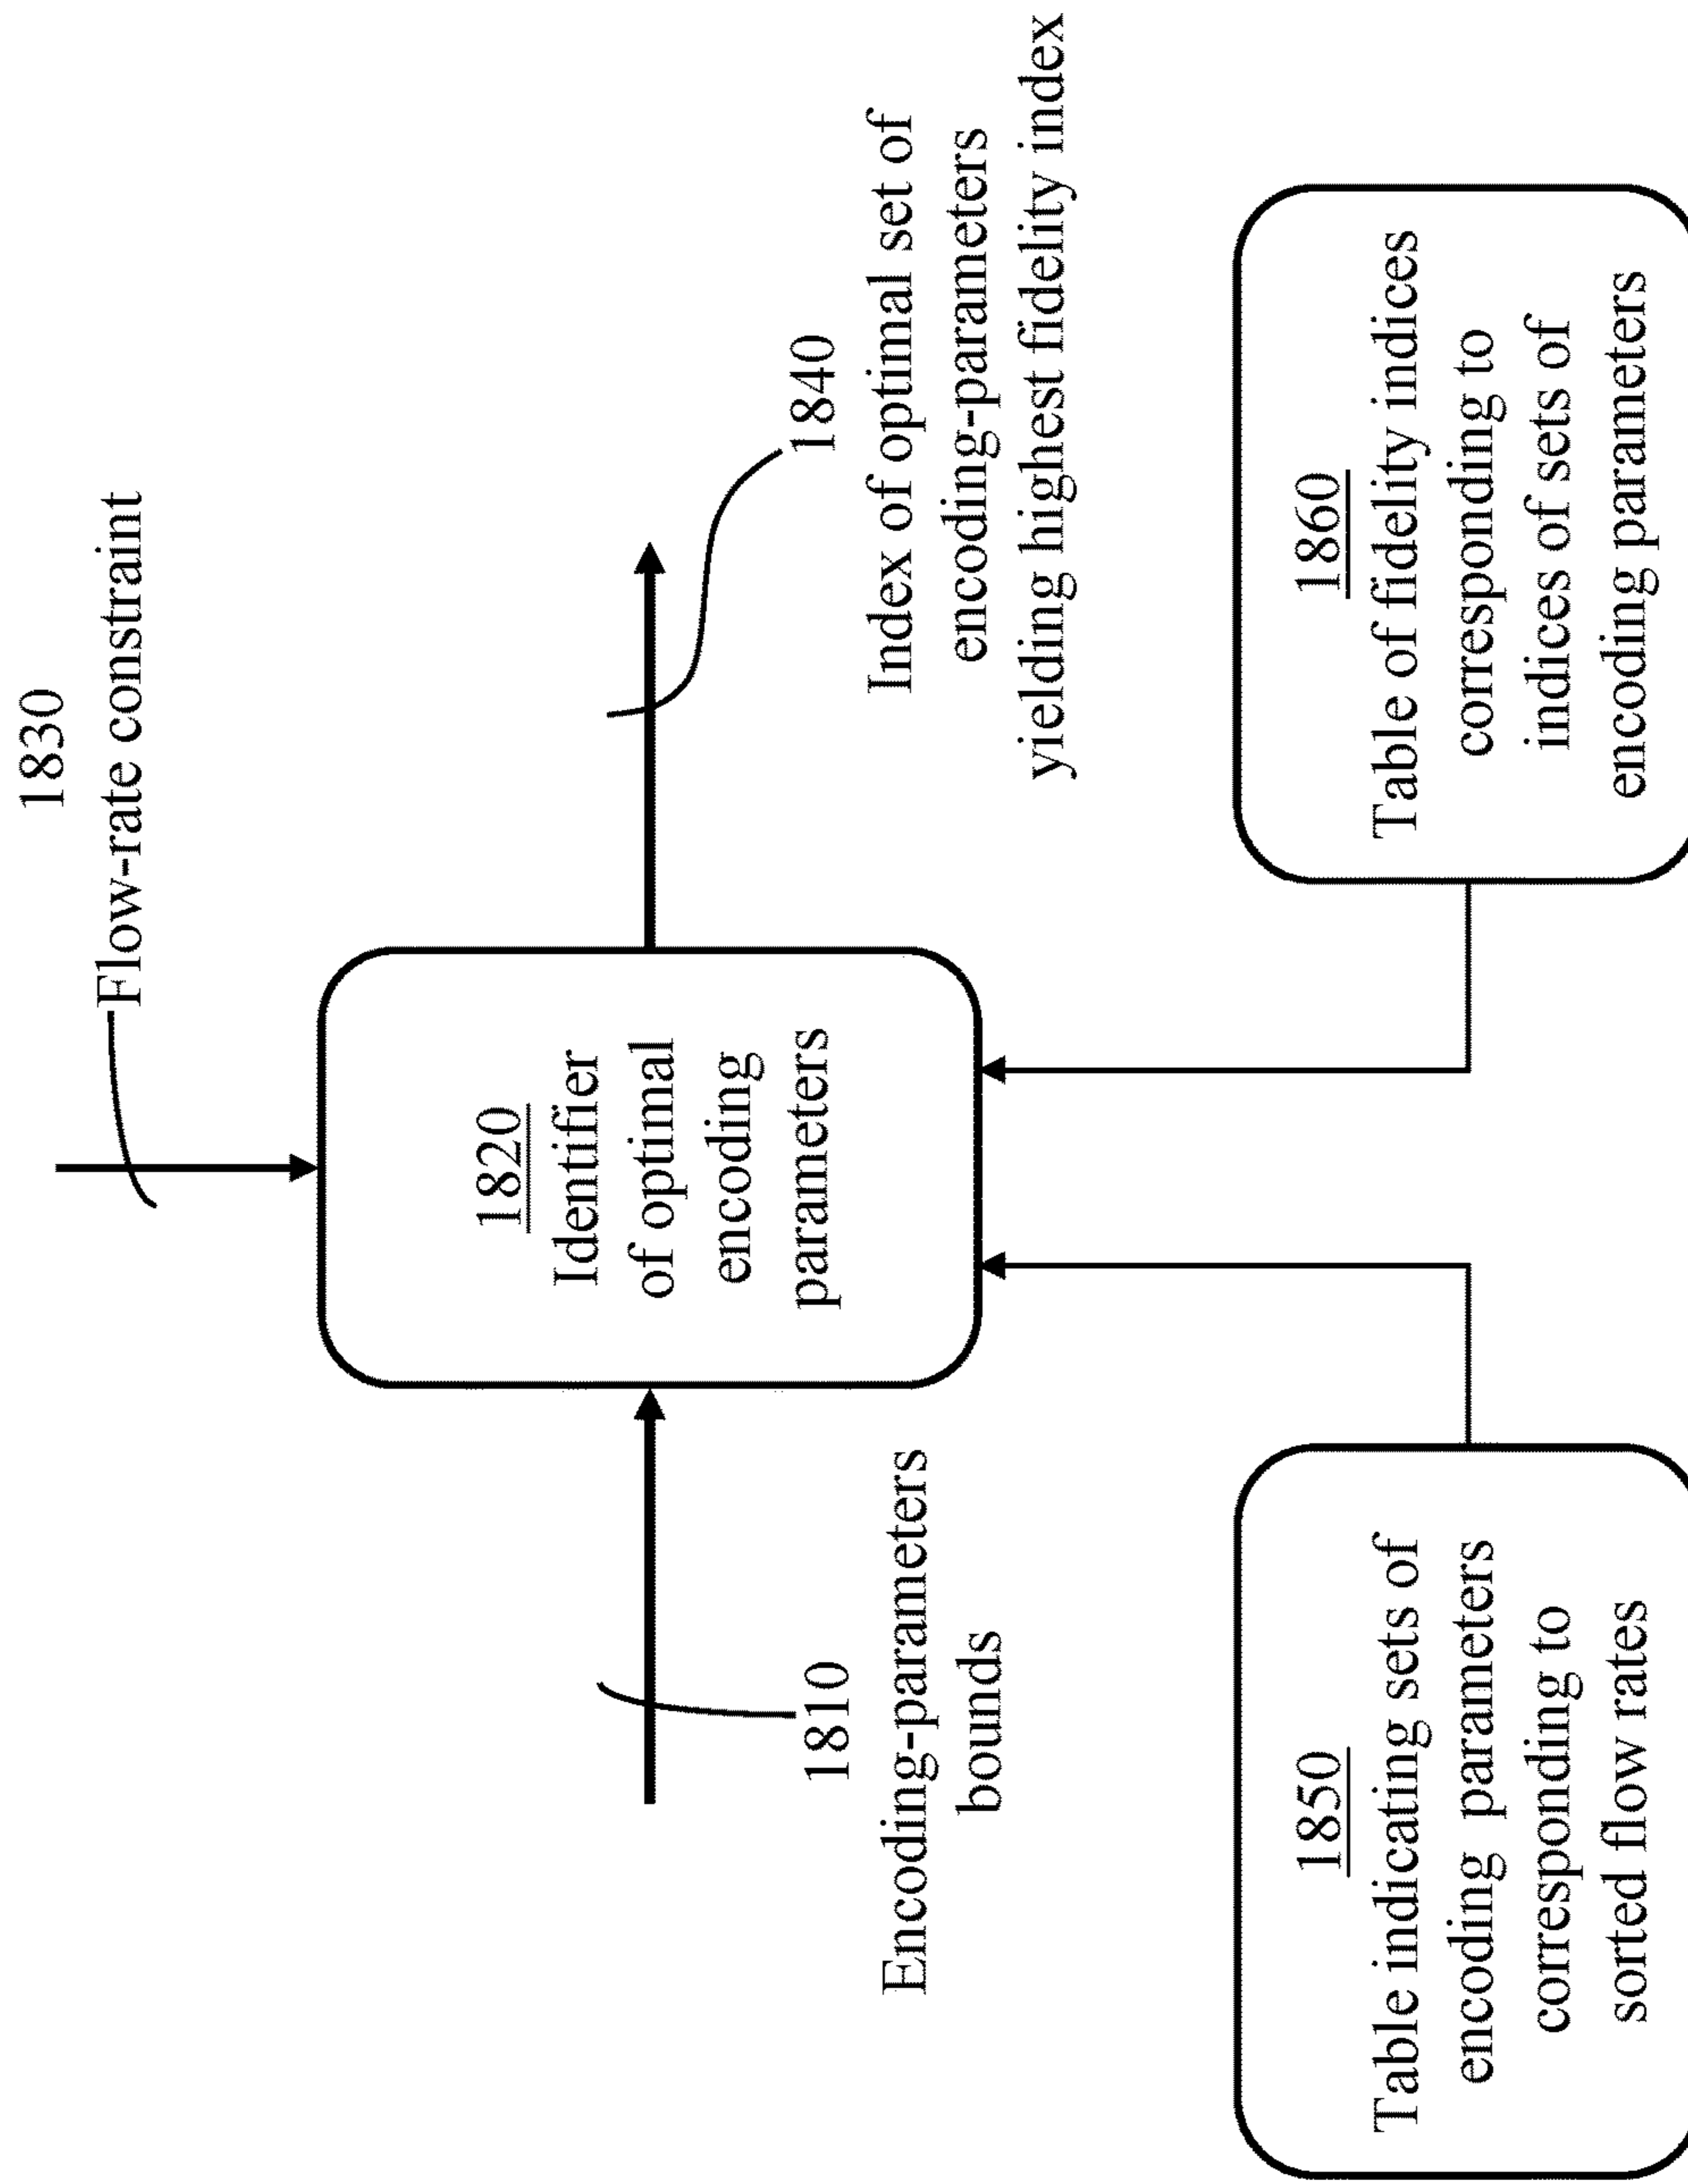 1830
Flow-rate constraint
1820
Identifier
of optimal
encoding
parameters
1810
Encoding-parameters
bounds
1840
Index of optimal set of
encoding-parameters
yielding highest fidelity index
1850
Table indicating sets of
encoding parameters
corresponding to
sorted flow rates
1860
Table of fidelity indices
corresponding to
indices of sets of
encoding parameters